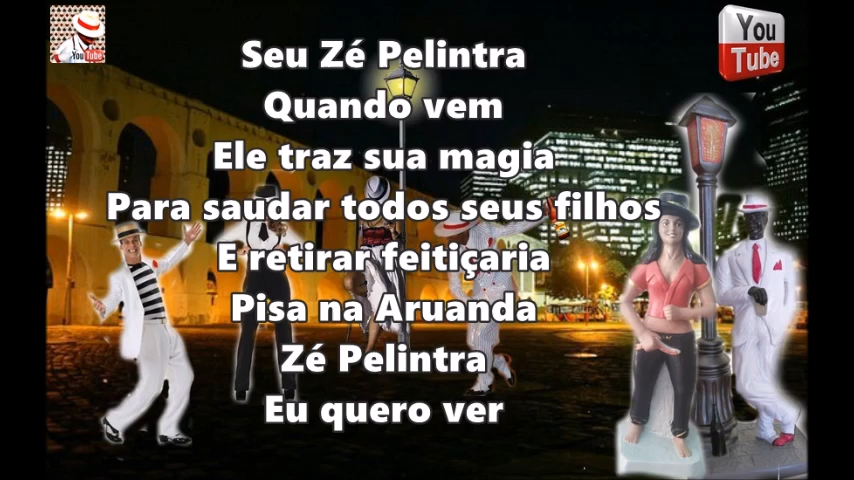 You
Tube
YouTube
Seu Zé Pelintra
Quando vem
Ele traz sua magia
Para saudar todos seus filhos
E retirar feitiçaria
Pisa na Aruanda
Zé Pelintra
Eu quero ver